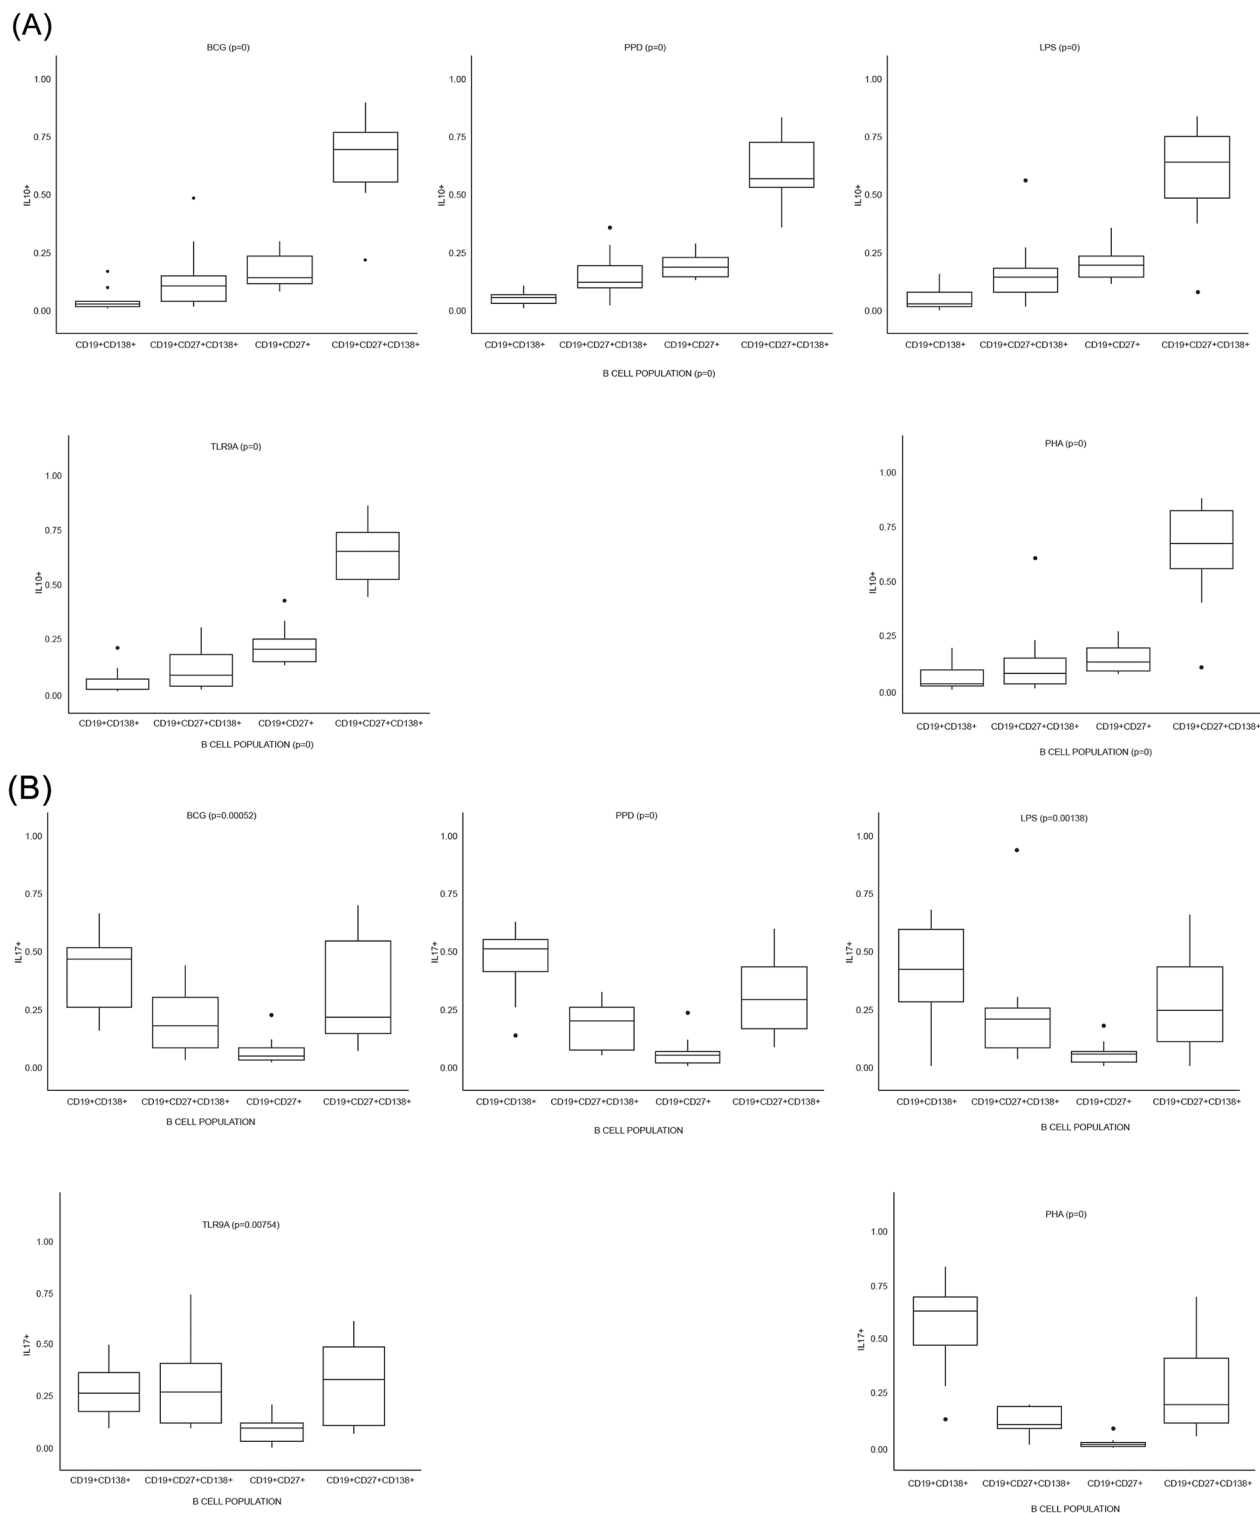 (A)
BCG (p=0)
1.00
0.75
0.50
0.25
0.00
IL10+
CD19+CD138+ CD19+CD27+CD138+ CD19+CD27+ CD19+CD27+CD138+
PPD (p=0)
1.00
0.75
0.50
0.25
0.00
IL10+
CD19+CD138+ CD19+CD27+CD138+ CD19+CD27+ CD19+CD27+CD138+
B CELL POPULATION (p=0)
LPS (p=0)
1.00
0.75
0.50
0.25
0.00
IL10+
CD19+CD138+ CD19+CD27+CD138+ CD19+CD27+ CD19+CD27+CD138+
TLR9A (p=0)
1.00
0.75
0.50
0.25
0.00
IL10+
CD19+CD138+ CD19+CD27+CD138+ CD19+CD27+ CD19+CD27+CD138+
B CELL POPULATION (p=0)
PHA (p=0)
1.00
0.75
0.50
0.25
0.00
IL10+
CD19+CD138+ CD19+CD27+CD138+ CD19+CD27+ CD19+CD27+CD138+
B CELL POPULATION (p=0)
(B)
BCG (p=0.00052)
1.00
0.75
0.50
0.25
0.00
IL17+
CD19+CD138+ CD19+CD27+CD138+ CD19+CD27+ CD19+CD27+CD138+
B CELL POPULATION
PPD (p=0)
1.00
0.75
0.50
0.25
0.00
IL17+
CD19+CD138+ CD19+CD27+CD138+ CD19+CD27+ CD19+CD27+CD138+
B CELL POPULATION
LPS (p=0.00138)
1.00
0.75
0.50
0.25
0.00
IL17+
CD19+CD138+ CD19+CD27+CD138+ CD19+CD27+ CD19+CD27+CD138+
B CELL POPULATION
TLR9A (p=0.00754)
1.00
0.75
0.50
0.25
0.00
IL17+
CD19+CD138+ CD19+CD27+CD138+ CD19+CD27+ CD19+CD27+CD138+
B CELL POPULATION
PHA (p=0)
1.00
0.75
0.50
0.25
0.00
IL17+
CD19+CD138+ CD19+CD27+CD138+ CD19+CD27+ CD19+CD27+CD138+
B CELL POPULATION